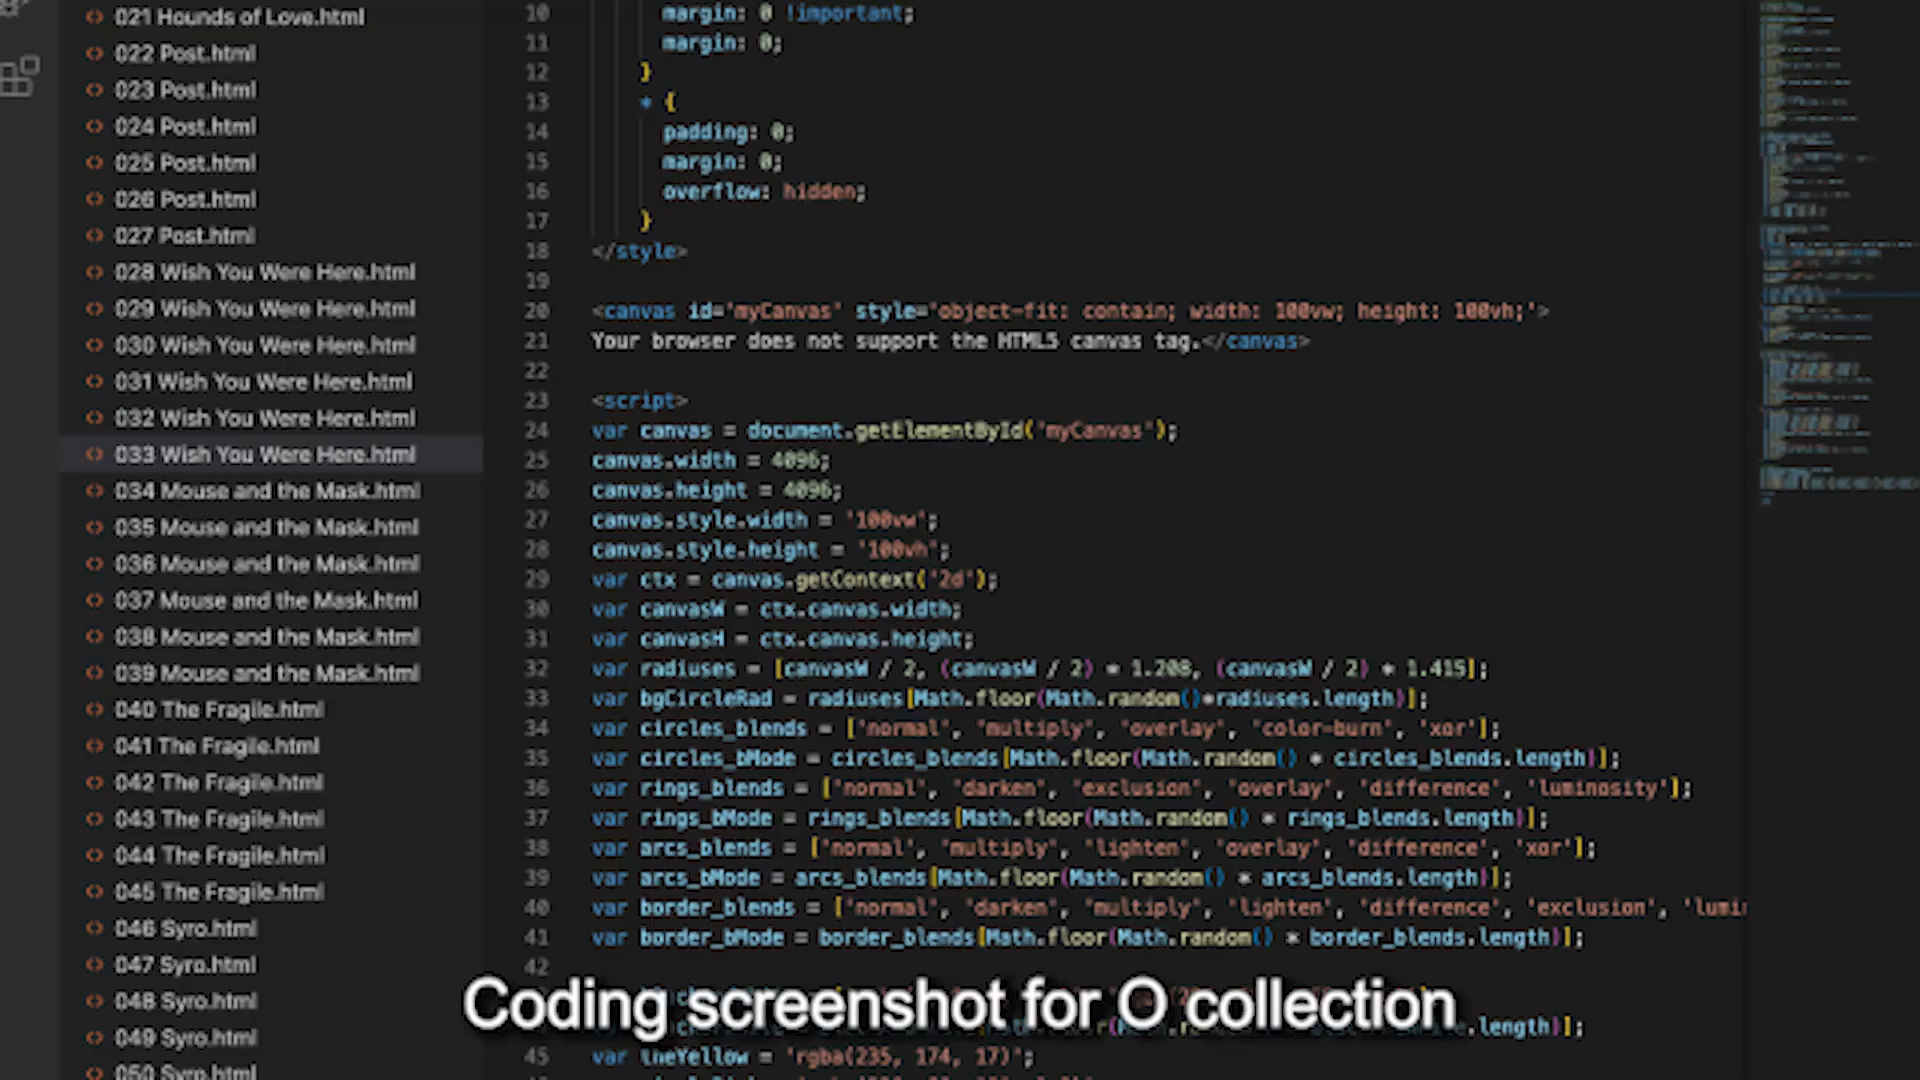 021 Hounds of Love.html
022 Post.html
023 Post.html
024 Post.html
025 Post.html
026 Post.html
027 Post.html
028 Wish You Were Here.html
029 Wish You Were Here.html
030 Wish You Were Here.html
031 Wish You Were Here.html
032 Wish You Were Here.html
033 Wish You Were Here.html
034 Mouse and the Mask.html
035 Mouse and the Mask.html
036 Mouse and the Mask.html
037 Mouse and the Mask.html
038 Mouse and the Mask.html
039 Mouse and the Mask.html
040 The Fragile.html
041 The Fragile.html
042 The Fragile.html
043 The Fragile.html
044 The Fragile.html
045 The Fragile.html
046 Syro.html
047 Syro.html
048 Syro.html
049 Syro.html
050 Syro.html
10 margin: 0 !important;
11 margin: 0;
12 }
13 * {
14 padding: 0;
15 margin: 0;
16 overflow: hidden;
17 }
18 </style>
19
20 <canvas id='myCanvas' style='object-fit: contain; width: 100vw; height: 100vh;'>
21 Your browser does not support the HTML5 canvas tag.</canvas>
22
23 <script>
24 var canvas = document.getElementById('myCanvas');
25 canvas.width = 4096;
26 canvas.height = 4096;
27 canvas.style.width = '100vw';
28 canvas.style.height = '100vh';
29 var ctx = canvas.getContext('2d');
30 var canvasW = ctx.canvas.width;
31 var canvasH = ctx.canvas.height;
32 var radiuses = [canvasW / 2, (canvasW / 2) * 1.208, (canvasW / 2) * 1.415];
33 var bgCircleRad = radiuses[Math.floor(Math.random()*radiuses.length)];
34 var circles_blends = ['normal', 'multiply', 'overlay', 'color-burn', 'xor'];
35 var circles_bMode = circles_blends[Math.floor(Math.random() * circles_blends.length)];
36 var rings_blends = ['normal', 'darken', 'exclusion', 'overlay', 'difference', 'luminosity'];
37 var rings_bMode = rings_blends[Math.floor(Math.random() * rings_blends.length)];
38 var arcs_blends = ['normal', 'multiply', 'lighten', 'overlay', 'difference', 'xor'];
39 var arcs_bMode = arcs_blends[Math.floor(Math.random() * arcs_blends.length)];
40 var border_blends = ['normal', 'darken', 'multiply', 'lighten', 'difference', 'exclusion', 'lumi
41 var border_bMode = border_blends[Math.floor(Math.random() * border_blends.length)];
42
Coding screenshot for O collection
.length)];
45 var theYellow = 'rgba(235, 174, 17)';